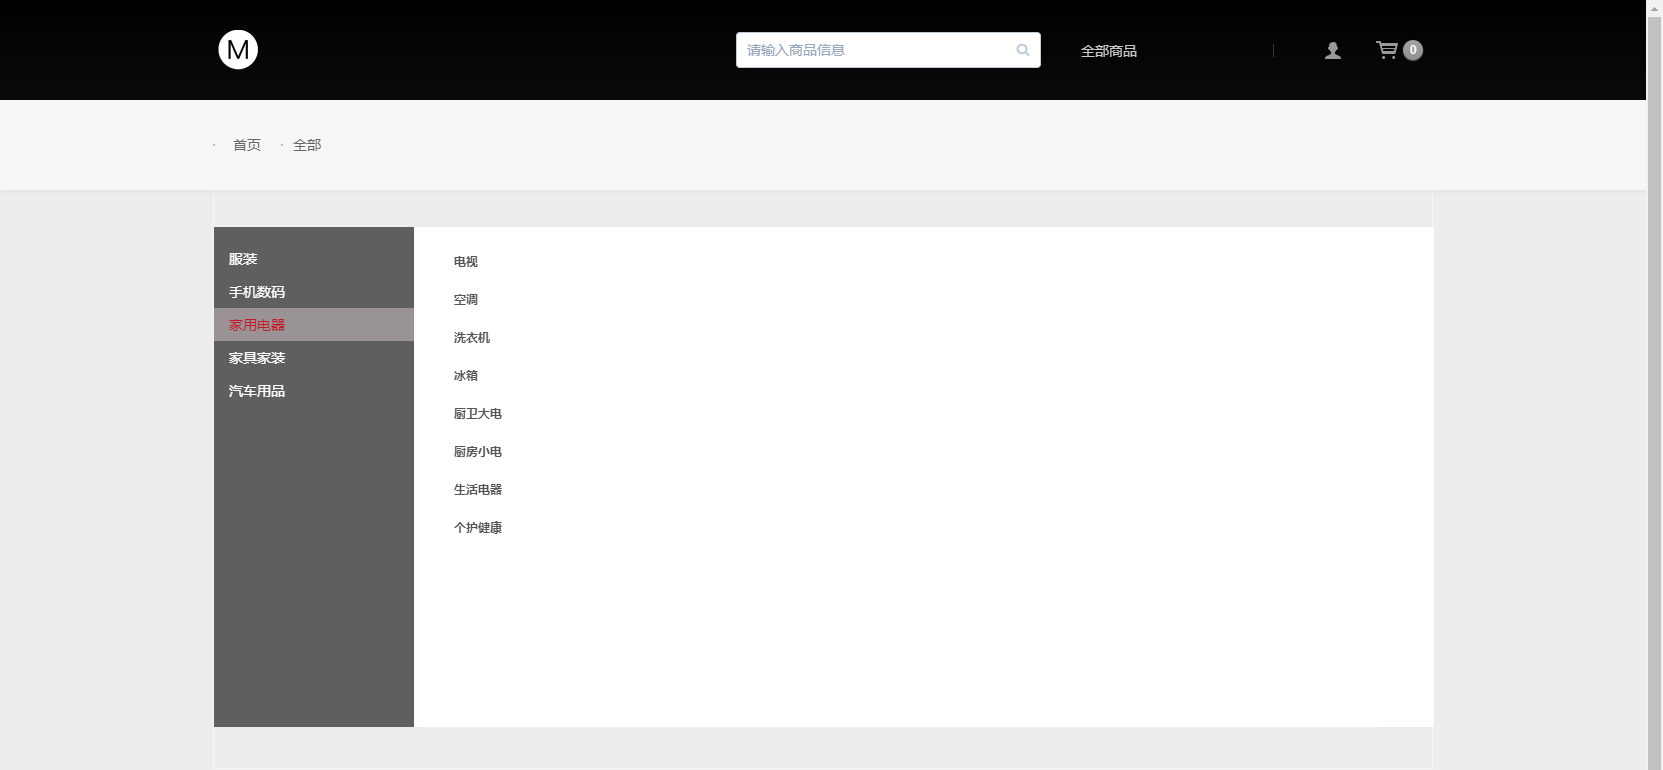 M
请输入商品信息
全部商品
0
· 首页 · 全部
服装
手机数码
家用电器
家具家装
汽车用品
电视
空调
洗衣机
冰箱
厨卫大电
厨房小电
生活电器
个护健康